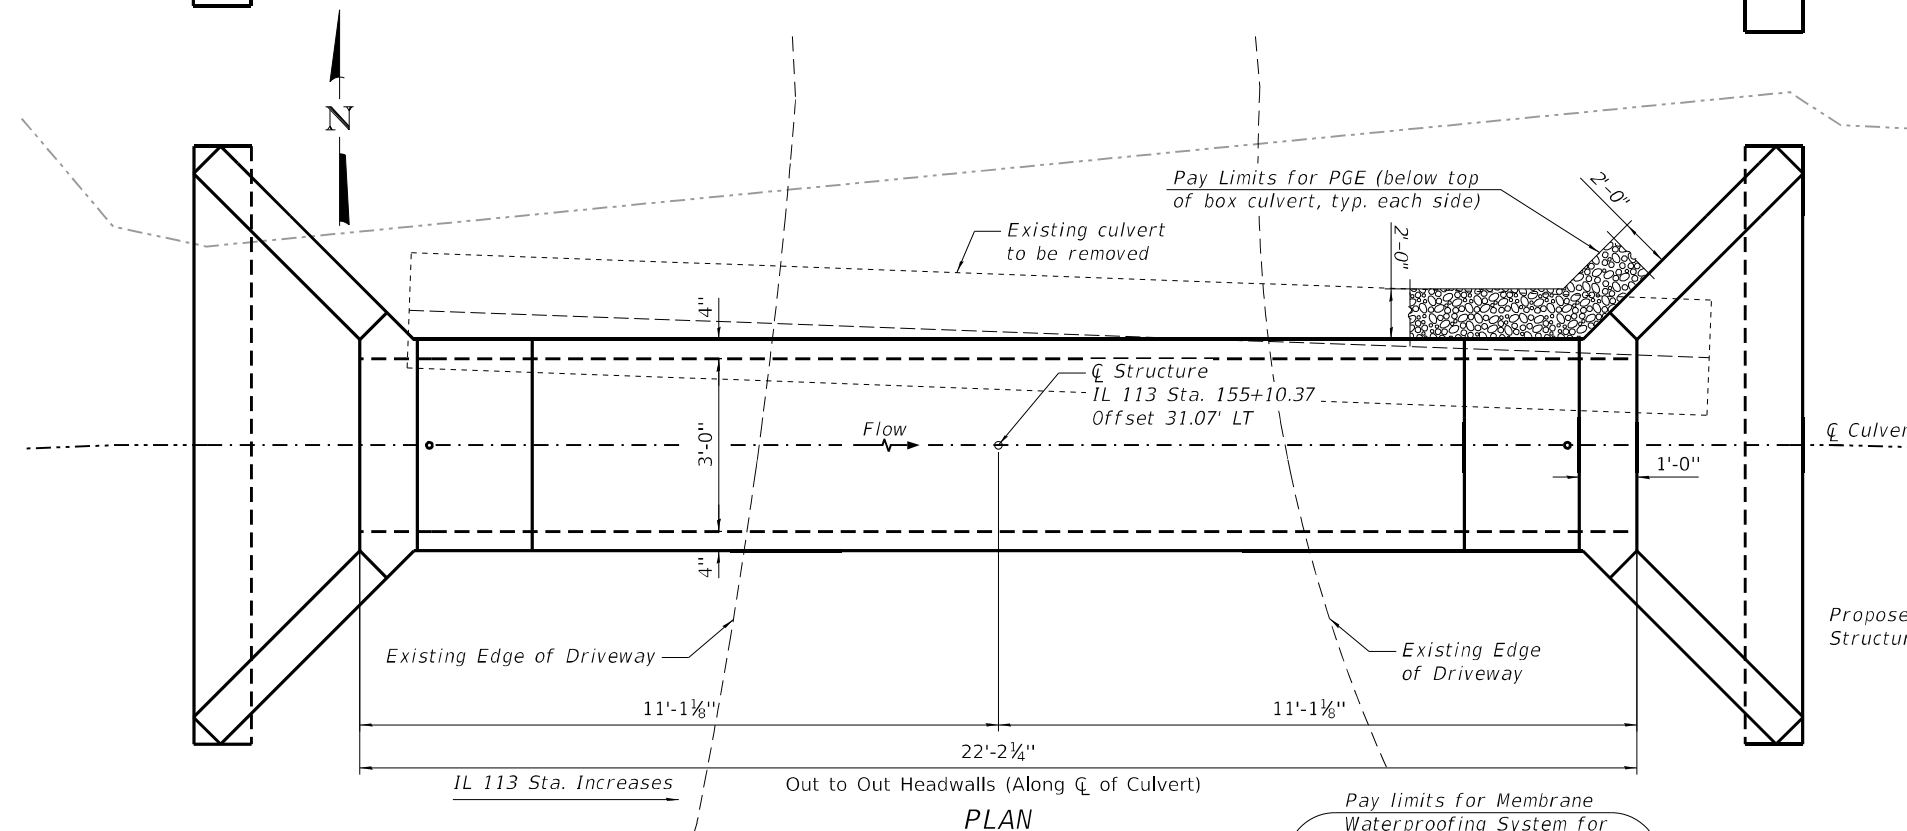 N
Pay Limits for PGE (below top
of box culvert, typ. each side)
2'-0"
Existing culvert
to be removed
2'-0"
4"
℄ Structure
IL 113 Sta. 155+10.37
Offset 31.07' LT
Flow
3'-0"
℄ Culver
1'-0"
4"
Propose
Structur
Existing Edge of Driveway
Existing Edge
of Driveway
11'-1⅛"
11'-1⅛"
22'-2¼"
IL 113 Sta. Increases
Out to Out Headwalls (Along ℄ of Culvert)
PLAN
Pay limits for Membrane
Waterproofing System for